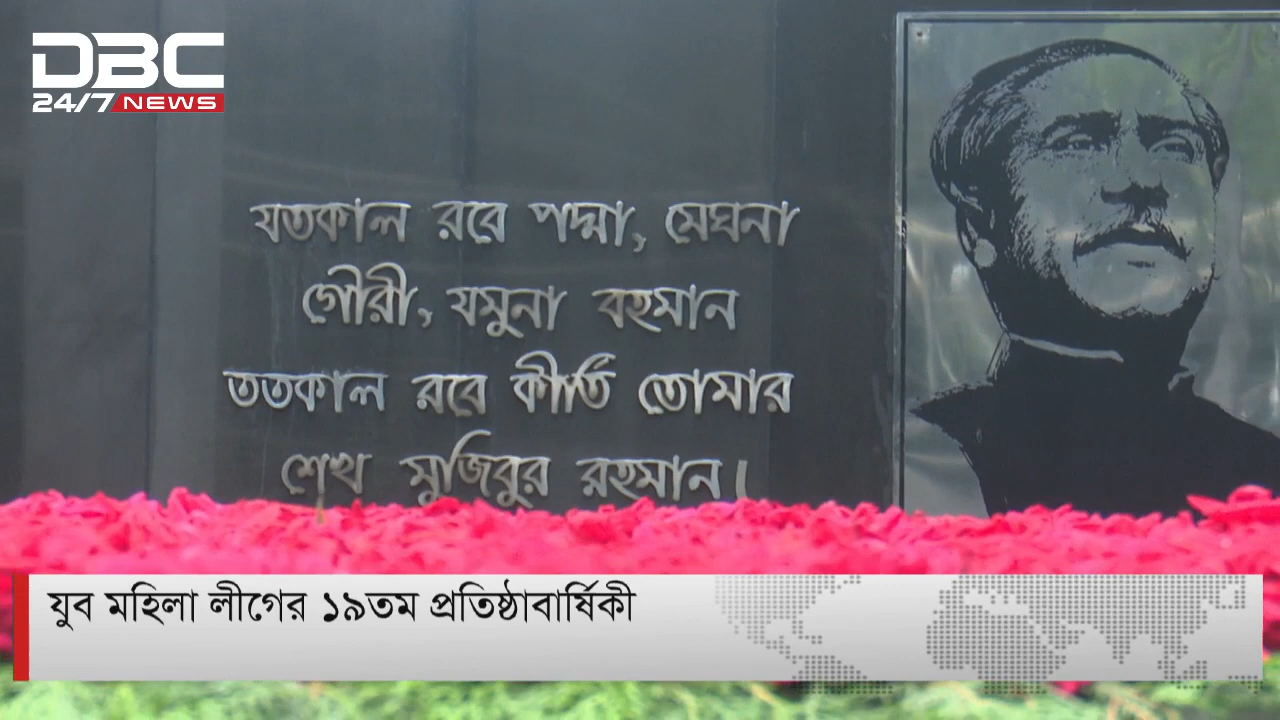 DBC
24/7 NEWS
যতকাল রবে পদ্মা, মেঘনা
গৌরী, যমুনা বহমান
ততকাল রবে কীর্তি তোমার
শেখ মুজিবুর রহমান।
যুব মহিলা লীগের ১৯তম প্রতিষ্ঠাবার্ষিকী